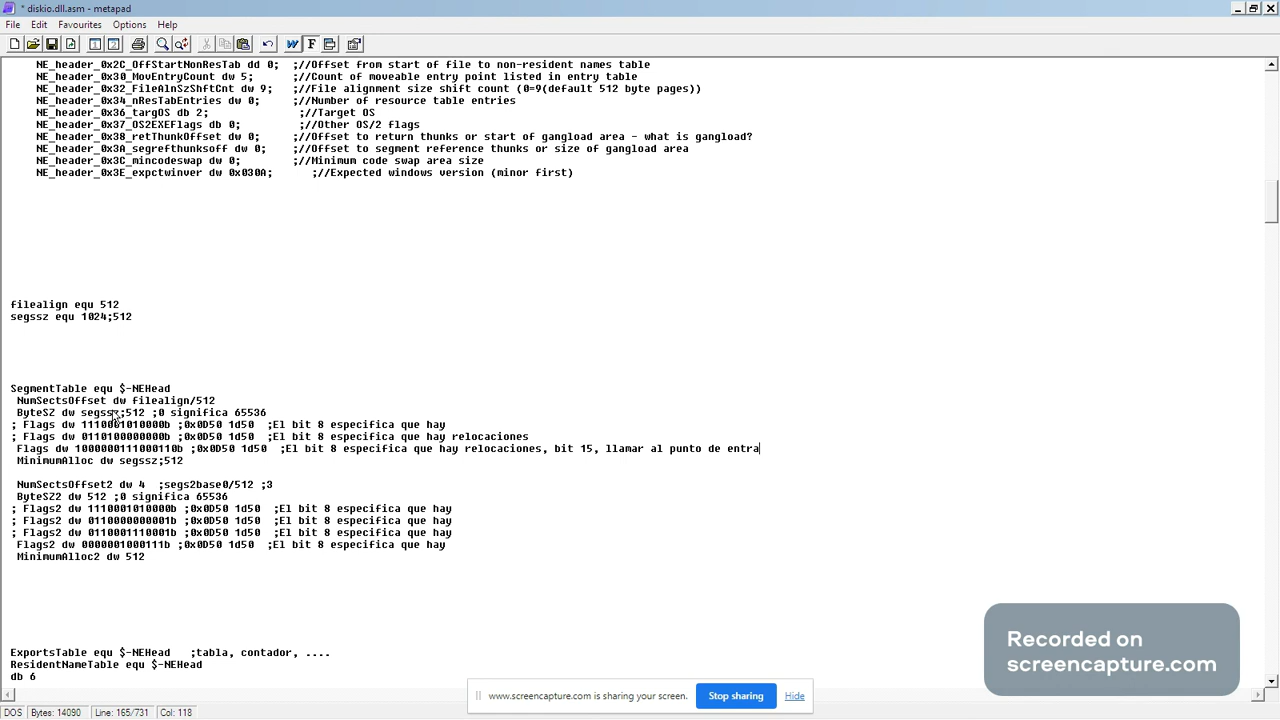 * diskio.dll.asm - metapad
File Edit Favourites Options Help
NE_header_0x2C_OffStartNonResTab dd 0; ;//Offset from start of file to non-resident names table
NE_header_0x30_MovEntryCount dw 5; ;//Count of moveable entry point listed in entry table
NE_header_0x32_FileAlnSzShftCnt dw 9; ;//File alignment size shift count (0=9(default 512 byte pages))
NE_header_0x34_nResTabEntries dw 0; ;//Number of resource table entries
NE_header_0x36_targOS db 2; ;//Target OS
NE_header_0x37_OS2EXEFlags db 0; ;//Other OS/2 flags
NE_header_0x38_retThunkOffset dw 0; ;//Offset to return thunks or start of gangload area - what is gangload?
NE_header_0x3A_segrefthunksoff dw 0; ;//Offset to segment reference thunks or size of gangload area
NE_header_0x3C_mincodeswap dw 0; ;//Minimum code swap area size
NE_header_0x3E_expctwinver dw 0x030A; ;//Expected windows version (minor first)
filealign equ 512
segssz equ 1024;512
SegmentTable equ $-NEHead
NumSectsOffset dw filealign/512
ByteSZ dw segssz;512 ;0 significa 65536
; Flags dw 1110001010000b ;0x0D50 1d50 ;El bit 8 especifica que hay
; Flags dw 0110100000000b ;0x0D50 1d50 ;El bit 8 especifica que hay relocaciones
Flags dw 1000000111000110b ;0x0D50 1d50 ;El bit 8 especifica que hay relocaciones, bit 15, llamar al punto de entra
MinimumAlloc dw segssz;512
NumSectsOffset2 dw 4 ;segs2base0/512 ;3
ByteSZ2 dw 512 ;0 significa 65536
; Flags2 dw 1110001010000b ;0x0D50 1d50 ;El bit 8 especifica que hay
; Flags2 dw 0110000000001b ;0x0D50 1d50 ;El bit 8 especifica que hay
; Flags2 dw 0110001110001b ;0x0D50 1d50 ;El bit 8 especifica que hay
Flags2 dw 0000001000111b ;0x0D50 1d50 ;El bit 8 especifica que hay
MinimumAlloc2 dw 512
ExportsTable equ $-NEHead ;tabla, contador, ....
ResidentNameTable equ $-NEHead
db 6
Recorded on
screencapture.com
www.screencapture.com is sharing your screen. Stop sharing Hide
DOS Bytes: 14090 Line: 165/731 Col: 118